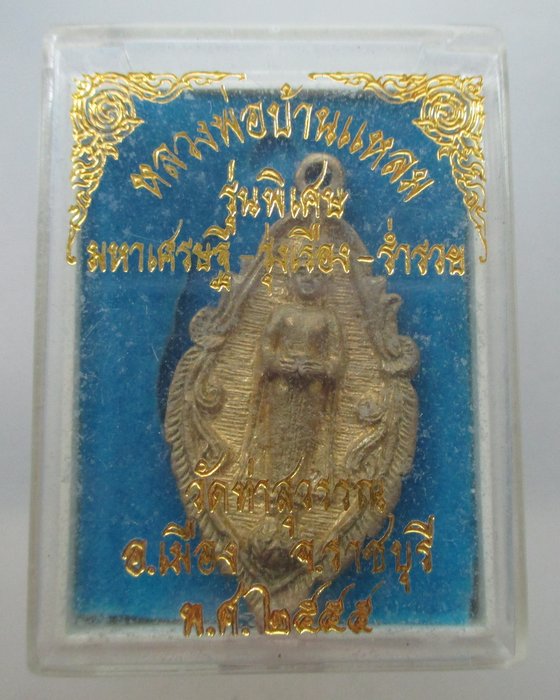 หลวงพ่อบ้านแหลม
รุ่นพิเศษ
มหาเศรษฐี รุ่งเรือง-ร่ำรวย
วัดท่าสุวรรณ
อ.เมือง จ.ราชบุรี
พ.ศ.๒๕๕๕